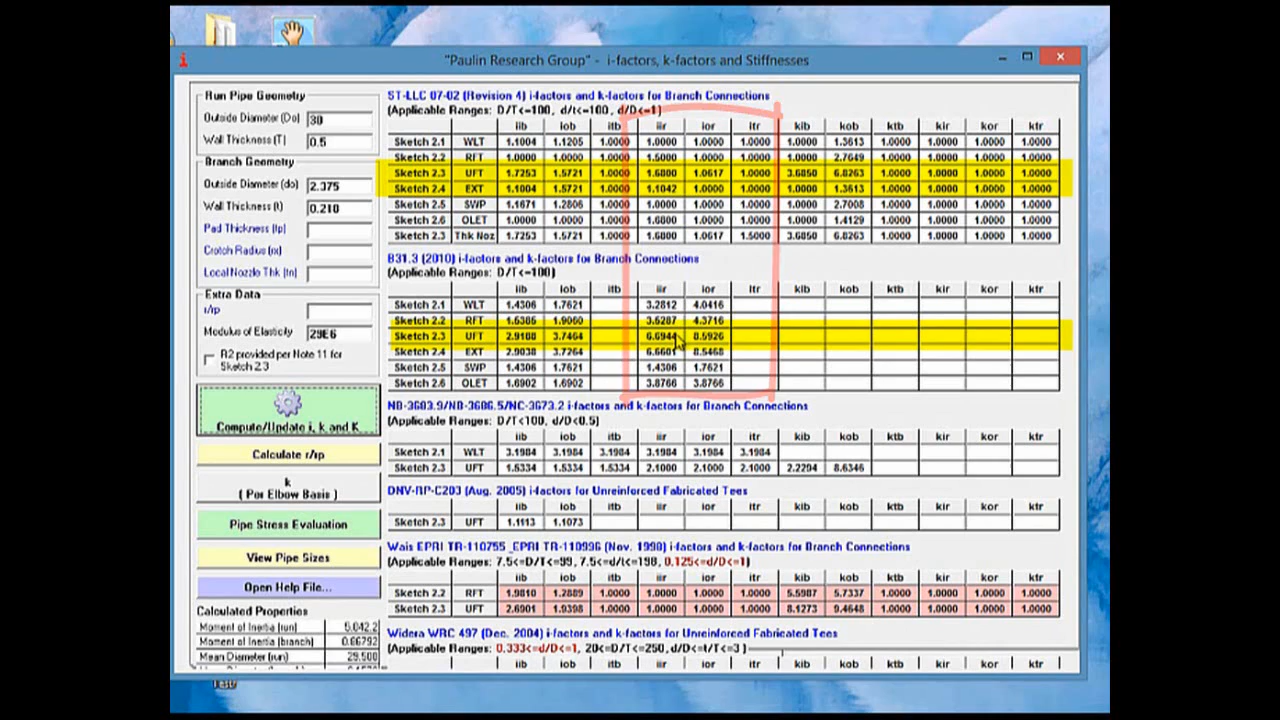 "Paulin Research Group" - i-factors, k-factors and Stiffnesses
Run Pipe Geometry
Outside Diameter (Do) 30
Wall Thickness (T) 0.5
Branch Geometry
Outside Diameter (do) 2.375
Wall Thickness (t) 0.210
Pad Thickness (tp)
Crotch Radius (rx)
Local Nozzle Thk (tn)
Extra Data
r/rp
Modulus of Elasticity 29E6
R2 provided per Note 11 for
Sketch 2.3
Compute/Update i, k and K
Calculate r/rp
k
( Por Elbow Basis )
Pipe Stress Evaluation
View Pipe Sizes
Open Help File...
Calculated Properties
Moment of Inertia (run) 5,042.2
Moment of Inertia (branch) 0.66792
Mean Diameter (run) 29.500
ST-LLC 07-02 (Revision 4) i-factors and k-factors for Branch Connections
(Applicable Ranges: D/T<=100, d/t<=100, d/D<=1)
iib iob itb iir ior itr kib kob ktb kir kor ktr
Sketch 2.1 WLT 1.1004 1.1205 1.0000 1.0000 1.0000 1.0000 1.0000 1.3613 1.0000 1.0000 1.0000 1.0000
Sketch 2.2 RFT 1.0000 1.0000 1.0000 1.5000 1.0000 1.0000 1.0000 2.7649 1.0000 1.0000 1.0000 1.0000
Sketch 2.3 UFT 1.7253 1.5721 1.0000 1.6800 1.0617 1.0000 3.6850 6.8263 1.0000 1.0000 1.0000 1.0000
Sketch 2.4 EXT 1.1004 1.5721 1.0000 1.1042 1.0000 1.0000 1.0000 1.3613 1.0000 1.0000 1.0000 1.0000
Sketch 2.5 SWP 1.1671 1.2806 1.0000 1.0000 1.0000 1.0000 1.0000 2.7008 1.0000 1.0000 1.0000 1.0000
Sketch 2.6 OLET 1.0000 1.0000 1.0000 1.6800 1.0000 1.0000 1.0000 1.4129 1.0000 1.0000 1.0000 1.0000
Sketch 2.3 Thk Noz 1.7253 1.5721 1.0000 1.6800 1.0617 1.5000 3.6850 6.8263 1.0000 1.0000 1.0000 1.0000
B31.3 (2010) i-factors and k-factors for Branch Connections
(Applicable Ranges: D/T<=100)
iib iob itb iir ior itr kib kob ktb kir kor ktr
Sketch 2.1 WLT 1.4306 1.7621 3.2812 4.0416
Sketch 2.2 RFT 1.5305 1.9060 3.5287 4.3716
Sketch 2.3 UFT 2.9188 3.7464 6.6944 8.5926
Sketch 2.4 EXT 2.9038 3.7264 6.6601 8.5468
Sketch 2.5 SWP 1.4306 1.7621 1.4306 1.7621
Sketch 2.6 OLET 1.6902 1.6902 3.8766 3.8766
NB-3683.9/NB-3686.5/NC-3673.2 i-factors and k-factors for Branch Connections
(Applicable Ranges: D/T<100, d/D<0.5)
iib iob itb iir ior itr kib kob ktb kir kor ktr
Sketch 2.1 WLT 3.1984 3.1984 3.1984 3.1984 3.1984 3.1984
Sketch 2.3 UFT 1.5334 1.5334 1.5334 2.1000 2.1000 2.1000 2.2294 8.6346
DNV-RP-C203 (Aug. 2005) i-factors for Unreinforced Fabricated Tees
iib iob itb iir ior itr kib kob ktb kir kor ktr
Sketch 2.3 UFT 1.1113 1.1073
Wais EPRI TR-110755 _EPRI TR-110996 (Nov. 1998) i-factors and k-factors for Branch Connections
(Applicable Ranges: 7.5<=D/T<=99, 7.5<=d/t<=198, 0.125<=d/D<=1)
iib iob itb iir ior itr kib kob ktb kir kor ktr
Sketch 2.2 RFT 1.9810 1.2889 1.0000 1.0000 1.0000 1.0000 5.5987 5.7337 1.0000 1.0000 1.0000 1.0000
Sketch 2.3 UFT 2.6901 1.9398 1.0000 1.0000 1.0000 1.0000 8.1273 9.4648 1.0000 1.0000 1.0000 1.0000
Widera WRC 497 (Dec. 2004) i-factors and k-factors for Unreinforced Fabricated Tees
(Applicable Ranges: 0.333<=d/D<=1, 20<=D/T<=250, d/D<=t/T<=3 )
iib iob itb iir ior itr kib kob ktb kir kor ktr